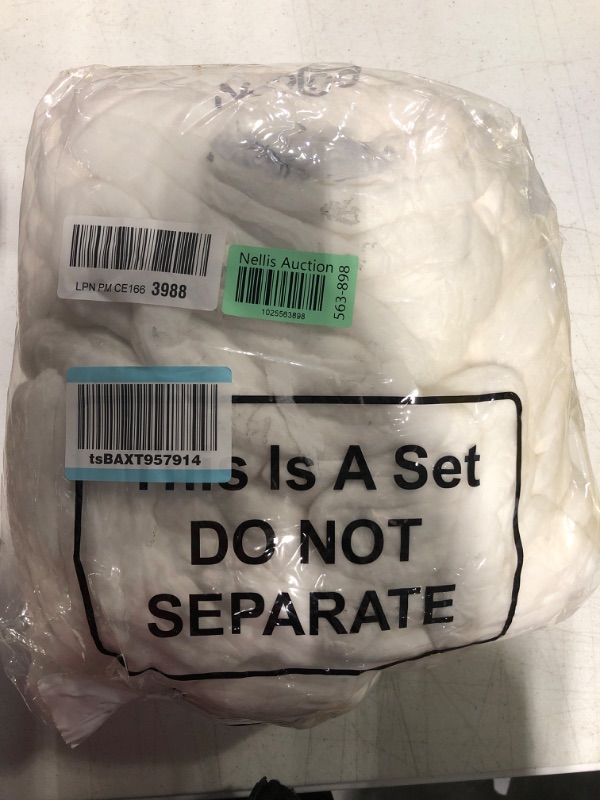 LPN PM CE166 3988
Nellis Auction
1025563898
563-898
tsBAXT957914
Is A Set
DO NOT
SEPARATE